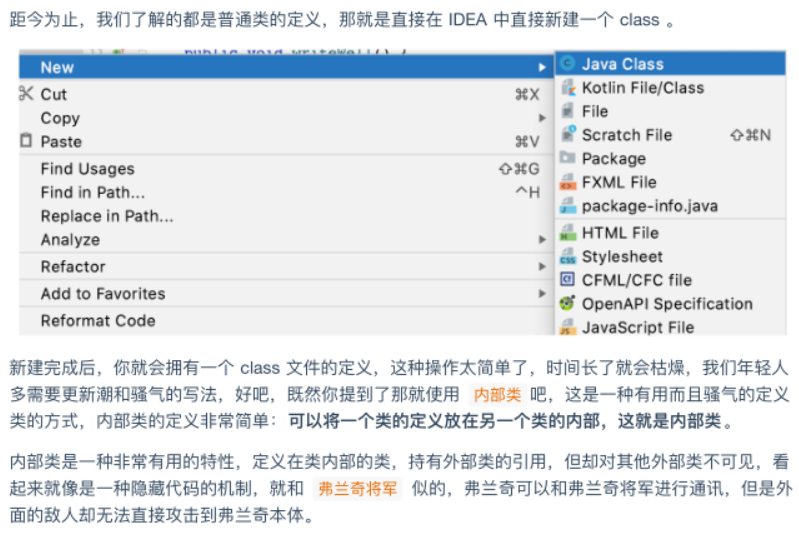 距今为止，我们了解的都是普通类的定义，那就是直接在 IDEA 中直接新建一个 class 。
New
Cut ⌘X
Copy
Paste ⌘V
Find Usages ⇧⌘G
Find in Path... ^H
Replace in Path...
Analyze
Refactor
Add to Favorites
Reformat Code
Java Class
Kotlin File/Class
File
Scratch File ⇧⌘N
Package
FXML File
package-info.java
HTML File
Stylesheet
CFML/CFC file
OpenAPI Specification
JavaScript File
新建完成后，你就会拥有一个 class 文件的定义，这种操作太简单了，时间长了就会枯燥，我们年轻人
多需要更新潮和骚气的写法，好吧，既然你提到了那就使用 内部类 吧，这是一种有用而且骚气的定义
类的方式，内部类的定义非常简单：可以将一个类的定义放在另一个类的内部，这就是内部类。
内部类是一种非常有用的特性，定义在类内部的类，持有外部类的引用，但却对其他外部类不可见，看
起来就像是一种隐藏代码的机制，就和 弗兰奇将军 似的，弗兰奇可以和弗兰奇将军进行通讯，但是外
面的敌人却无法直接攻击到弗兰奇本体。